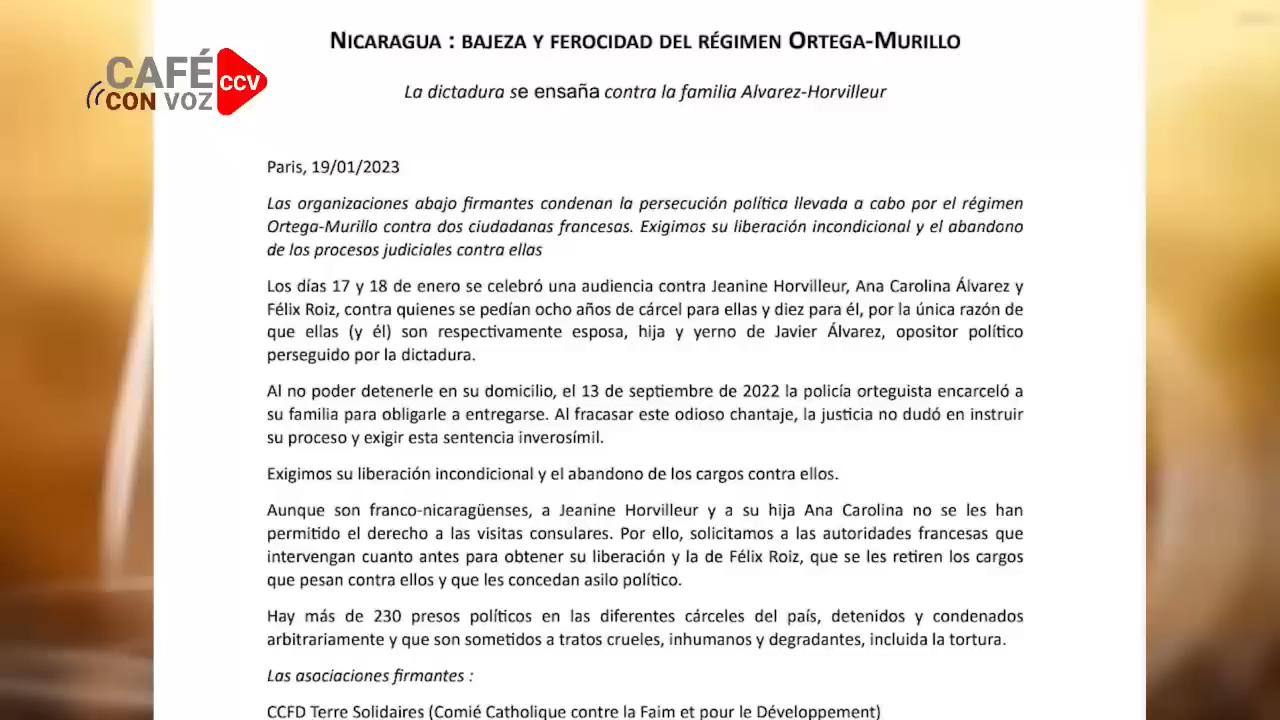 NICARAGUA : BAJEZA Y FEROCIDAD DEL RÉGIMEN ORTEGA-MURILLO
CAFÉ
CON VOZ
CCV
La dictadura se ensaña contra la familia Alvarez-Horvilleur
Paris, 19/01/2023
Las organizaciones abajo firmantes condenan la persecución política llevada a cabo por el régimen
Ortega-Murillo contra dos ciudadanas francesas. Exigimos su liberación incondicional y el abandono
de los procesos judiciales contra ellas
Los días 17 y 18 de enero se celebró una audiencia contra Jeanine Horvilleur, Ana Carolina Álvarez y
Félix Roiz, contra quienes se pedían ocho años de cárcel para ellas y diez para él, por la única razón de
que ellas (y él) son respectivamente esposa, hija y yerno de Javier Álvarez, opositor político
perseguido por la dictadura.
Al no poder detenerle en su domicilio, el 13 de septiembre de 2022 la policía orteguista encarceló a
su familia para obligarle a entregarse. Al fracasar este odioso chantaje, la justicia no dudó en instruir
su proceso y exigir esta sentencia inverosímil.
Exigimos su liberación incondicional y el abandono de los cargos contra ellos.
Aunque son franco-nicaragüenses, a Jeanine Horvilleur y a su hija Ana Carolina no se les han
permitido el derecho a las visitas consulares. Por ello, solicitamos a las autoridades francesas que
intervengan cuanto antes para obtener su liberación y la de Félix Roiz, que se les retiren los cargos
que pesan contra ellos y que les concedan asilo político.
Hay más de 230 presos políticos en las diferentes cárceles del país, detenidos y condenados
arbitrariamente y que son sometidos a tratos crueles, inhumanos y degradantes, incluida la tortura.
Las asociaciones firmantes :
CCFD Terre Solidaires (Comié Catholique contre la Faim et pour le Développement)